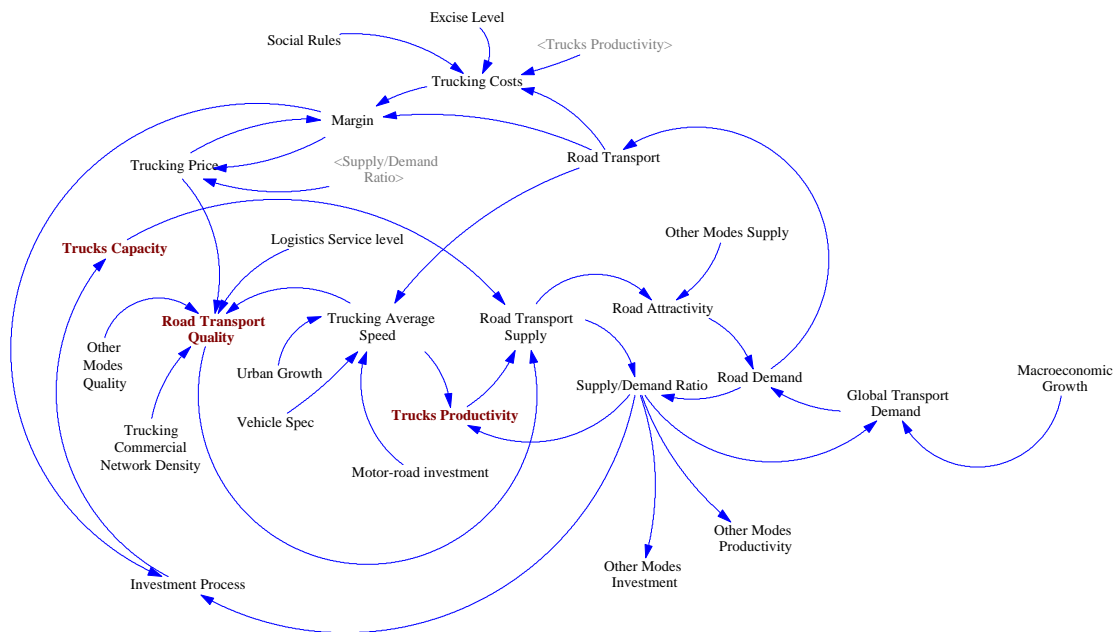 Excise Level
Social Rules
<Trucks Productivity>
Trucking Costs
Margin
Road Transport
Trucking Price
<Supply/Demand
Ratio>
Trucks Capacity
Logistics Service level
Other Modes Supply
Road Attractivity
Road Transport
Quality
Trucking Average
Speed
Road Transport
Supply
Other
Modes
Quality
Urban Growth
Supply/Demand Ratio
Road Demand
Macroeconomic
Growth
Global Transport
Demand
Vehicle Spec
Trucks Productivity
Trucking
Commercial
Network Density
Motor-road investment
Other Modes
Productivity
Other Modes
Investment
Investment Process